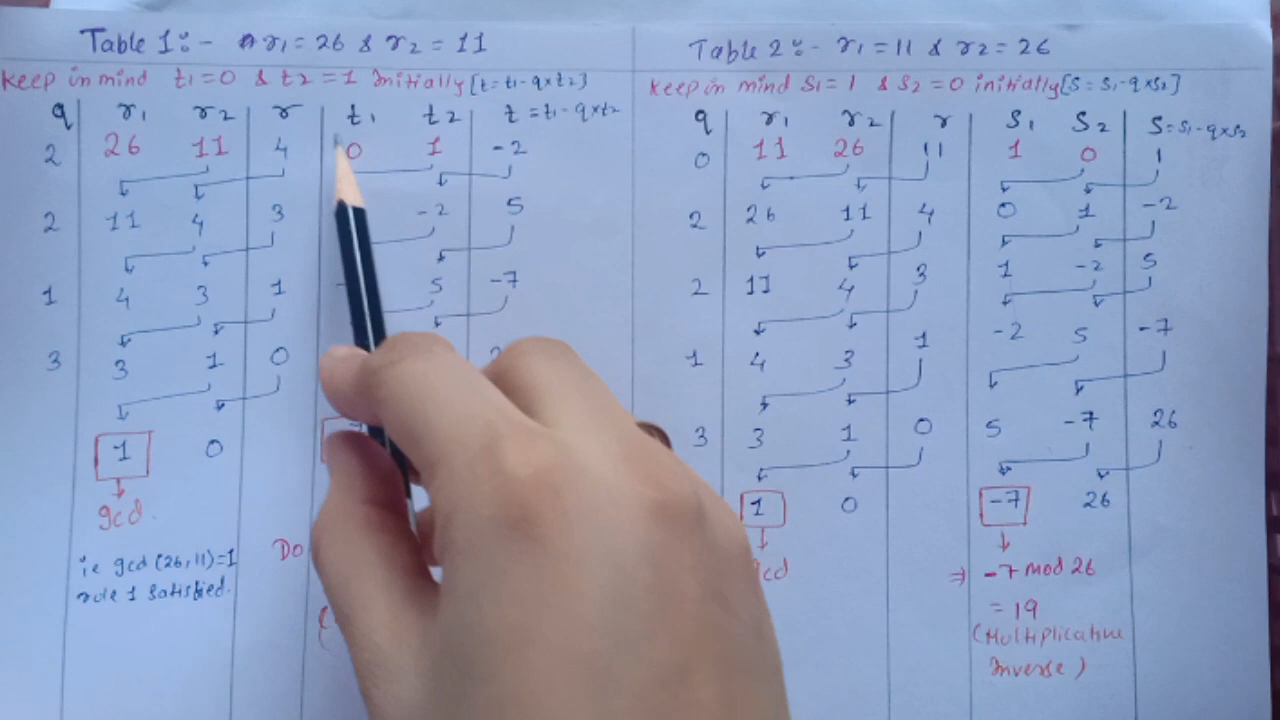 Table 1:- r1 = 26 & r2 = 11
Keep in mind t1 = 0 & t2 = 1 Initially [t = t1 - q×t2]
q r1 r2 r t1 t2 t = t1 - q×t2
2 26 11 4 0 1 -2
2 11 4 3 -2 5
1 4 3 1 5 -7
3 3 1 0
1 0
gcd.
ie gcd (26,11) = 1
rule 1 satisfied.
Do
Table 2:- r1 = 11 & r2 = 26
Keep in mind S1 = 1 & S2 = 0 initially [S = S1 - q×S2]
q r1 r2 r S1 S2 S = S1 - q×S2
0 11 26 11 1 0 1
2 26 11 4 0 1 -2
2 11 4 3 1 -2 5
1 4 3 1 -2 5 -7
3 3 1 0 5 -7 26
1 0 -7 26
gcd
⇒ -7 mod 26
= 19
(Multiplicative
Inverse)